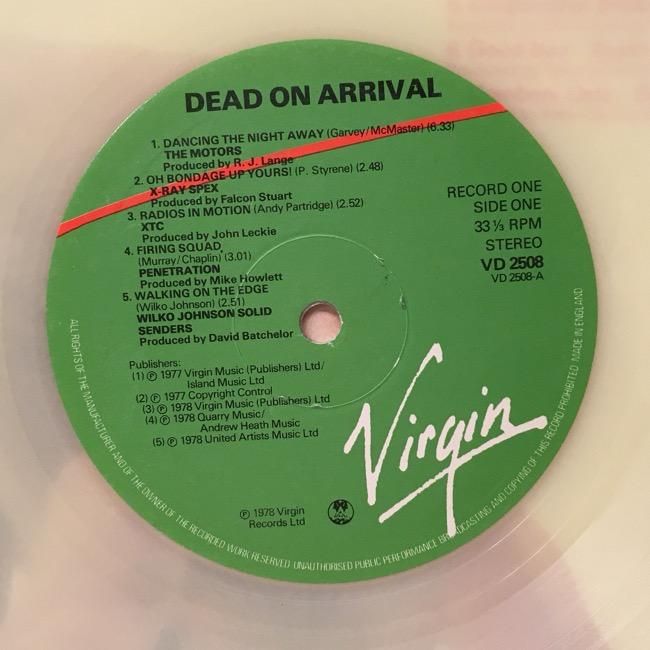 DEAD ON ARRIVAL
1. DANCING THE NIGHT AWAY (Garvey/McMaster) (6.33)
THE MOTORS
Produced by R. J. Lange
2. OH BONDAGE UP YOURS! (P. Styrene) (2.48)
X-RAY SPEX
Produced by Falcon Stuart
3. RADIOS IN MOTION (Andy Partridge) (2.52)
XTC
Produced by John Leckie
4. FIRING SQUAD,
(Murray/Chaplin) (3.01)
PENETRATION
Produced by Mike Howlett
5. WALKING ON THE EDGE
(Wilko Johnson) (2.51)
WILKO JOHNSON SOLID
SENDERS
Produced by David Batchelor
RECORD ONE
SIDE ONE
33⅓ RPM
STEREO
VD 2508
VD 2508-A
Publishers:
(1) ℗ 1977 Virgin Music (Publishers) Ltd/
Island Music Ltd
(2) ℗ 1977 Copyright Control
(3) ℗ 1978 Virgin Music (Publishers) Ltd
(4) ℗ 1978 Quarry Music/
Andrew Heath Music
(5) ℗ 1978 United Artists Music Ltd
Virgin
℗ 1978 Virgin
Records Ltd
ALL RIGHTS OF THE MANUFACTURER AND OF THE OWNER OF THE RECORDED WORK RESERVED UNAUTHORISED PUBLIC PERFORMANCE BROADCASTING AND COPYING OF THIS RECORD PROHIBITED MADE IN ENGLAND